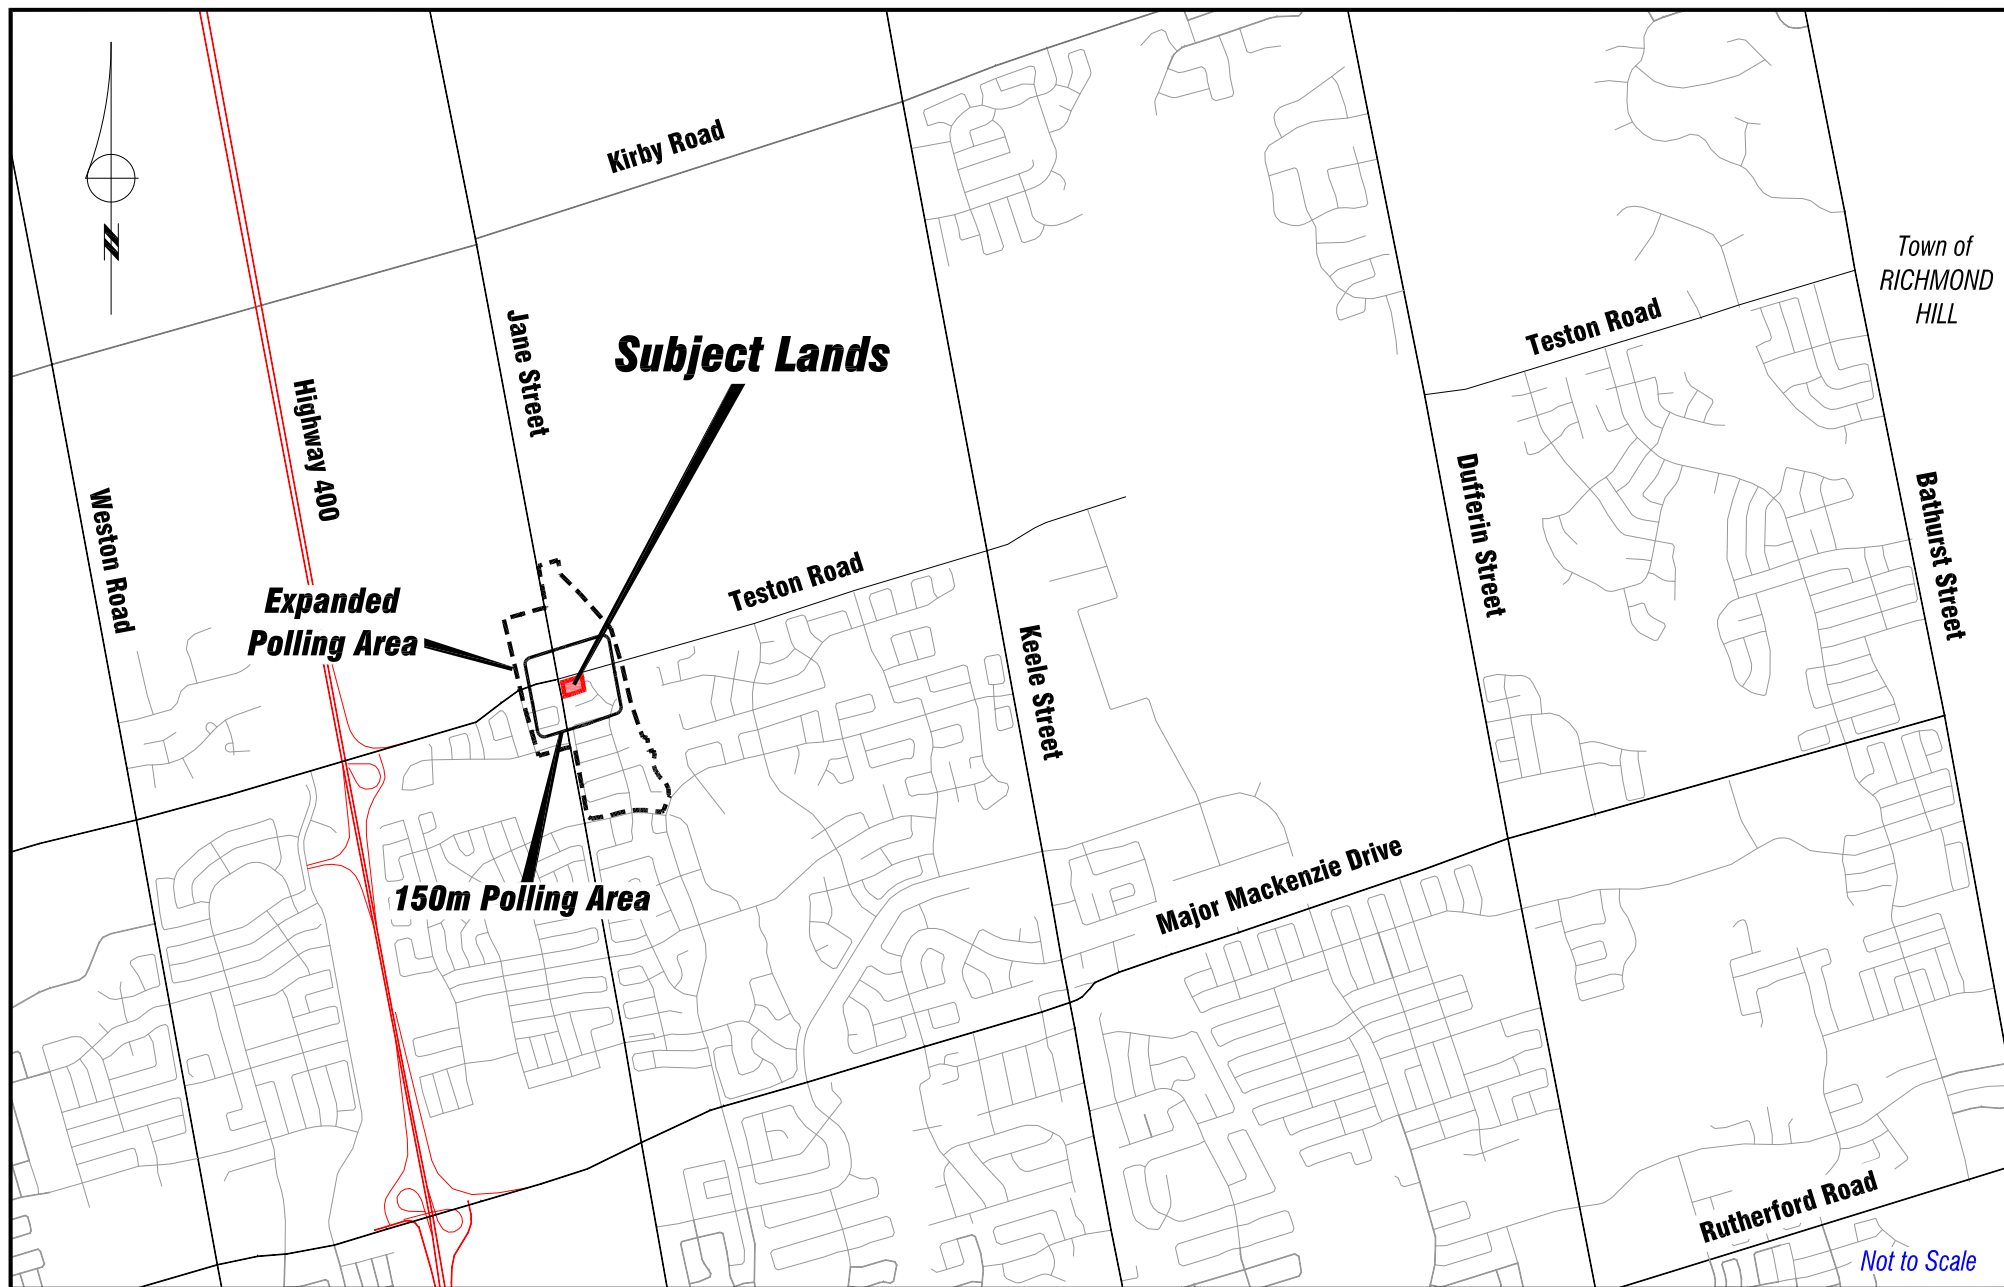 Kirby Road
Town of
RICHMOND
HILL
Jane Street
Subject Lands
Teston Road
Highway 400
Weston Road
Dufferin Street
Bathurst Street
Expanded
Polling Area
Teston Road
Keele Street
150m Polling Area
Major Mackenzie Drive
Rutherford Road
Not to Scale
N